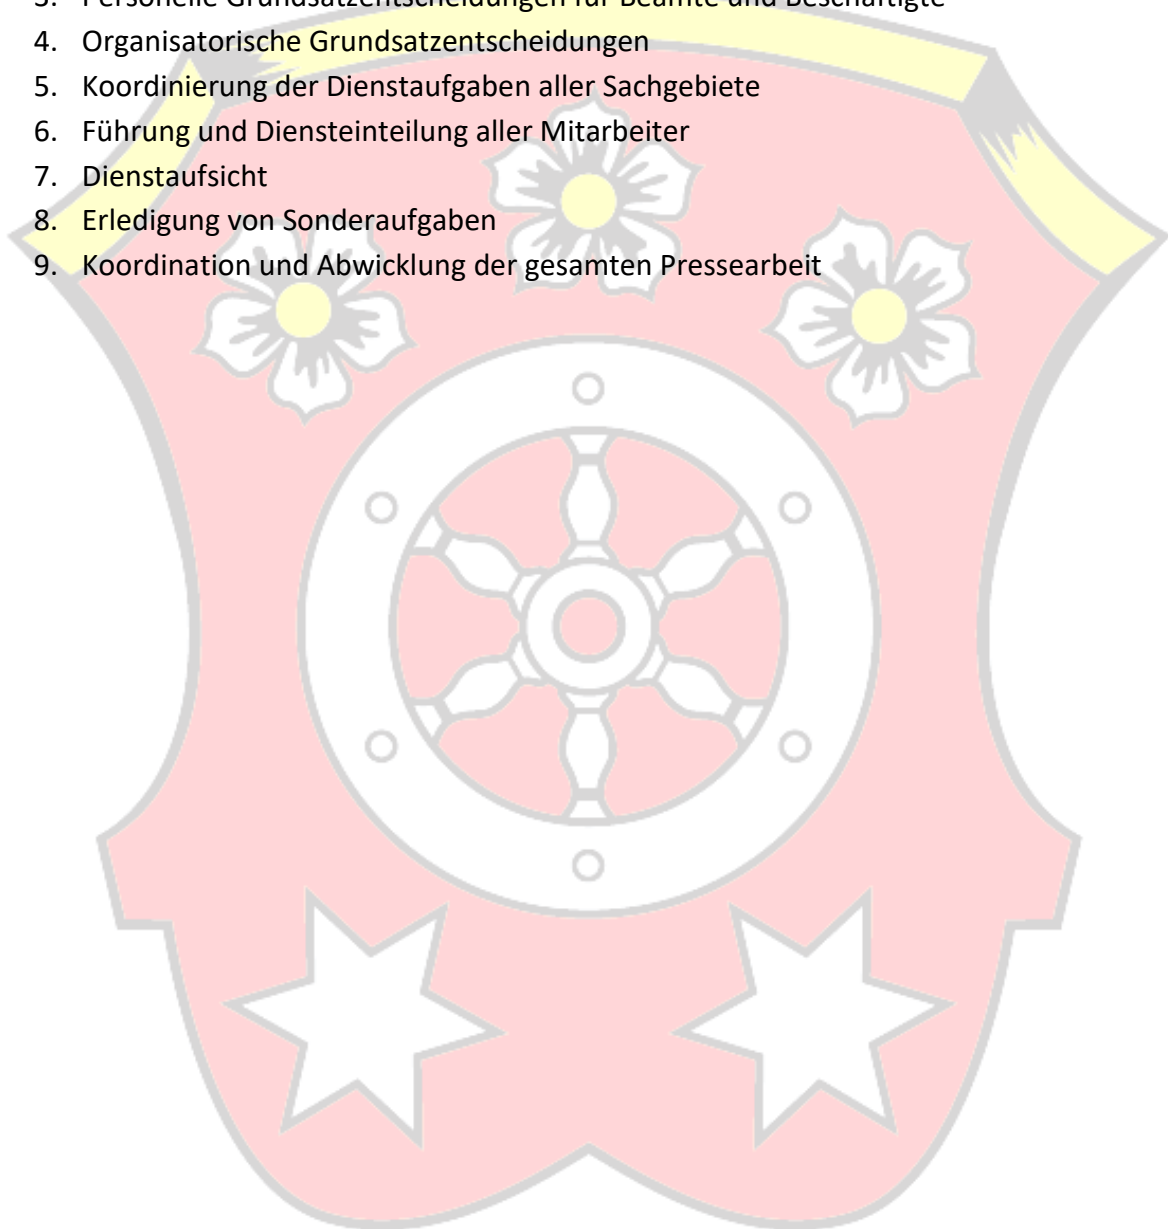 3. Personelle Grundsatzentscheidungen für Beamte und Beschäftigte
4. Organisatorische Grundsatzentscheidungen
5. Koordinierung der Dienstaufgaben aller Sachgebiete
6. Führung und Diensteinteilung aller Mitarbeiter
7. Dienstaufsicht
8. Erledigung von Sonderaufgaben
9. Koordination und Abwicklung der gesamten Pressearbeit